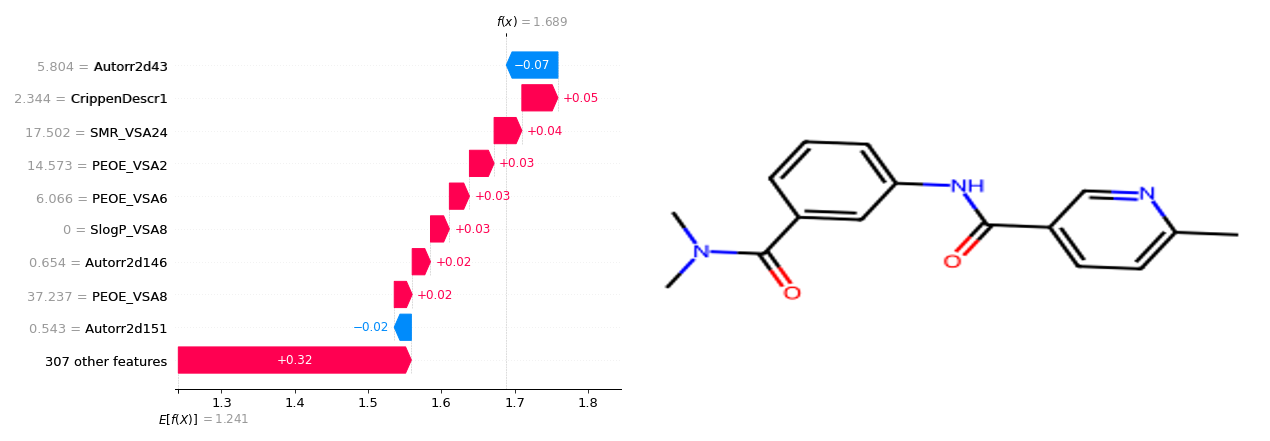 f(x) = 1.689
5.804 = Autorr2d43
−0.07
2.344 = CrippenDescr1
+0.05
17.502 = SMR_VSA24
+0.04
14.573 = PEOE_VSA2
+0.03
6.066 = PEOE_VSA6
+0.03
0 = SlogP_VSA8
+0.03
0.654 = Autorr2d146
+0.02
37.237 = PEOE_VSA8
+0.02
0.543 = Autorr2d151
−0.02
307 other features
+0.32
1.3 1.4 1.5 1.6 1.7 1.8
E[f(X)] = 1.241
NH
N
O
N
O